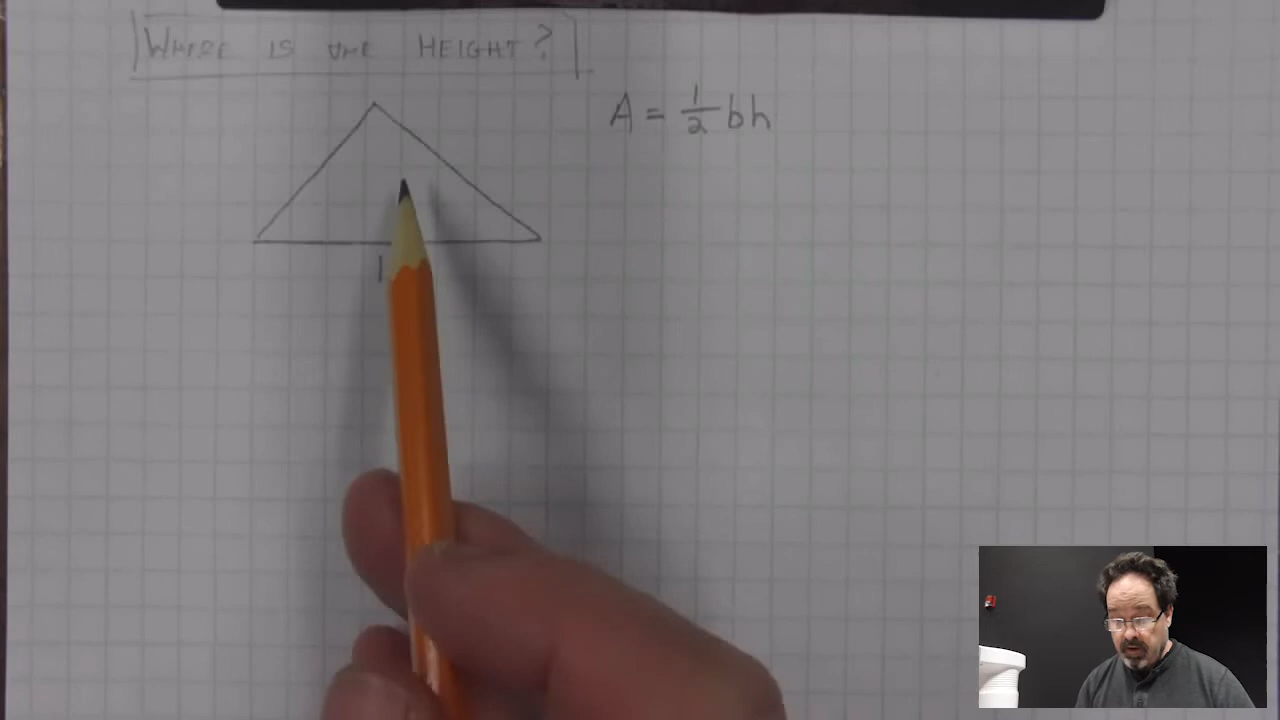 WHERE IS THE HEIGHT?
A = 1/2 bh